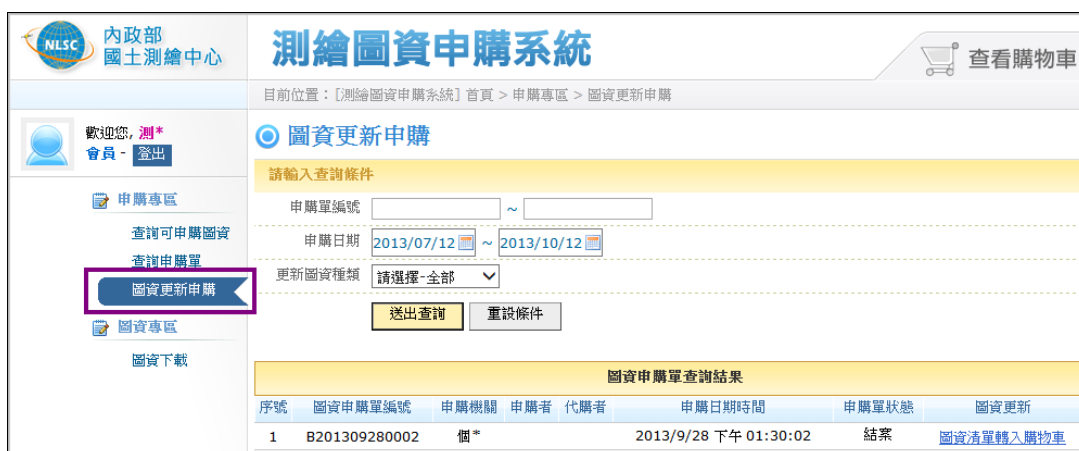 NLSC
內政部
國土測繪中心
測繪圖資申購系統
查看購物車
目前位置：[測繪圖資申購系統] 首頁 > 申購專區 > 圖資更新申購
歡迎您, 測*
會員 - 登出
申購專區
查詢可申購圖資
查詢申購單
圖資更新申購
圖資專區
圖資下載
圖資更新申購
請輸入查詢條件
申購單編號 ~
申購日期 2013/07/12 ~ 2013/10/12
更新圖資種類 請選擇-全部
送出查詢 重設條件
圖資申購單查詢結果
序號 圖資申購單編號 申購機關 申購者 代購者 申購日期時間 申購單狀態 圖資更新
1 B201309280002 個* 2013/9/28 下午 01:30:02 結案 圖資清單轉入購物車